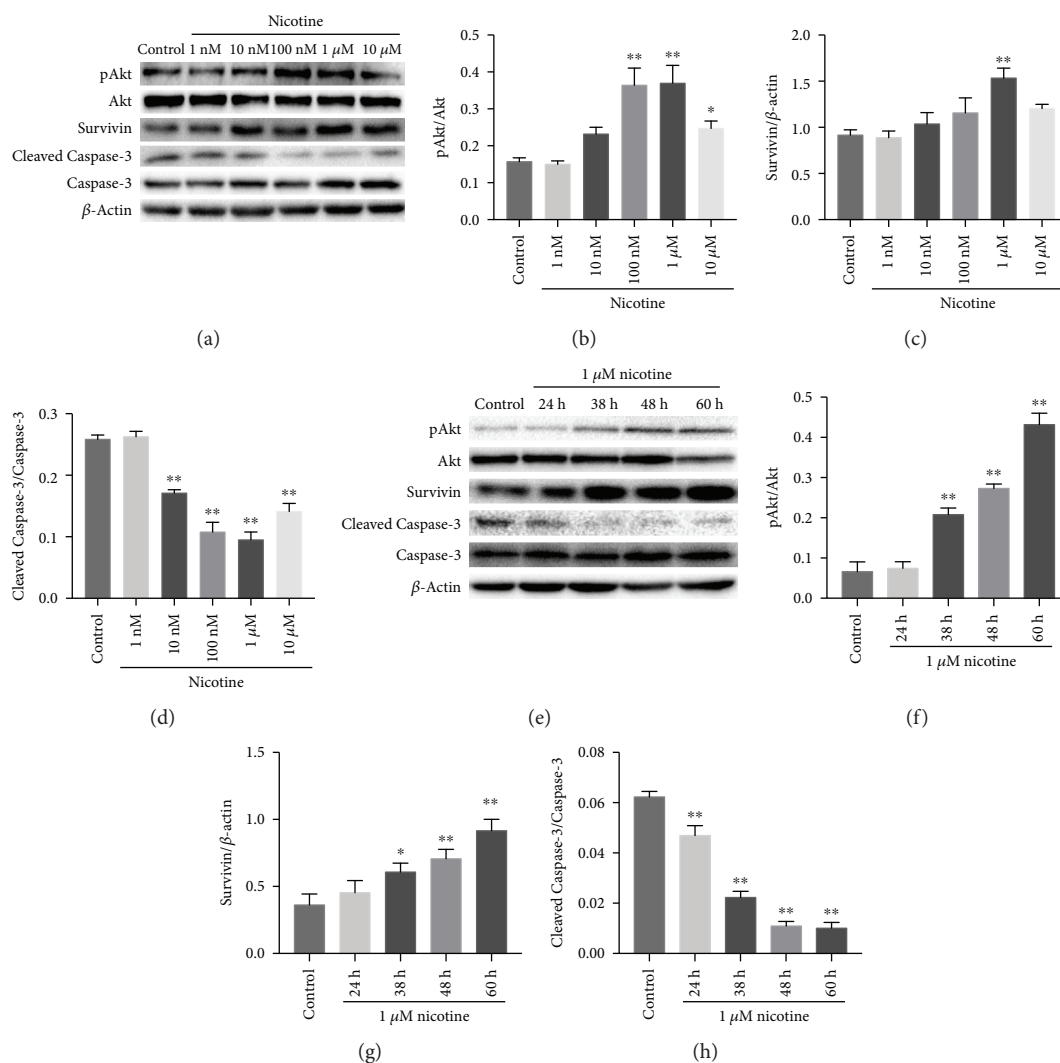 Nicotine
Control 1 nM 10 nM 100 nM 1 μM 10 μM
pAkt
Akt
Survivin
Cleaved Caspase-3
Caspase-3
β-Actin
(a)
0.5
0.4
0.3
0.2
0.1
0.0
pAkt/Akt
** ** *
Control 1 nM 10 nM 100 nM 1 μM 10 μM
Nicotine
(b)
2.0
1.5
1.0
0.5
0.0
Survivin/β-actin
**
Control 1 nM 10 nM 100 nM 1 μM 10 μM
Nicotine
(c)
0.3
0.2
0.1
0.0
Cleaved Caspase-3/Caspase-3
** ** ** **
Control 1 nM 10 nM 100 nM 1 μM 10 μM
Nicotine
(d)
1 μM nicotine
Control 24 h 38 h 48 h 60 h
pAkt
Akt
Survivin
Cleaved Caspase-3
Caspase-3
β-Actin
(e)
0.5
0.4
0.3
0.2
0.1
0.0
pAkt/Akt
** ** **
Control 24 h 38 h 48 h 60 h
1 μM nicotine
(f)
1.5
1.0
0.5
0.0
Survivin/β-actin
* ** **
Control 24 h 38 h 48 h 60 h
1 μM nicotine
(g)
0.08
0.06
0.04
0.02
0.00
Cleaved Caspase-3/Caspase-3
** ** ** **
Control 24 h 38 h 48 h 60 h
1 μM nicotine
(h)